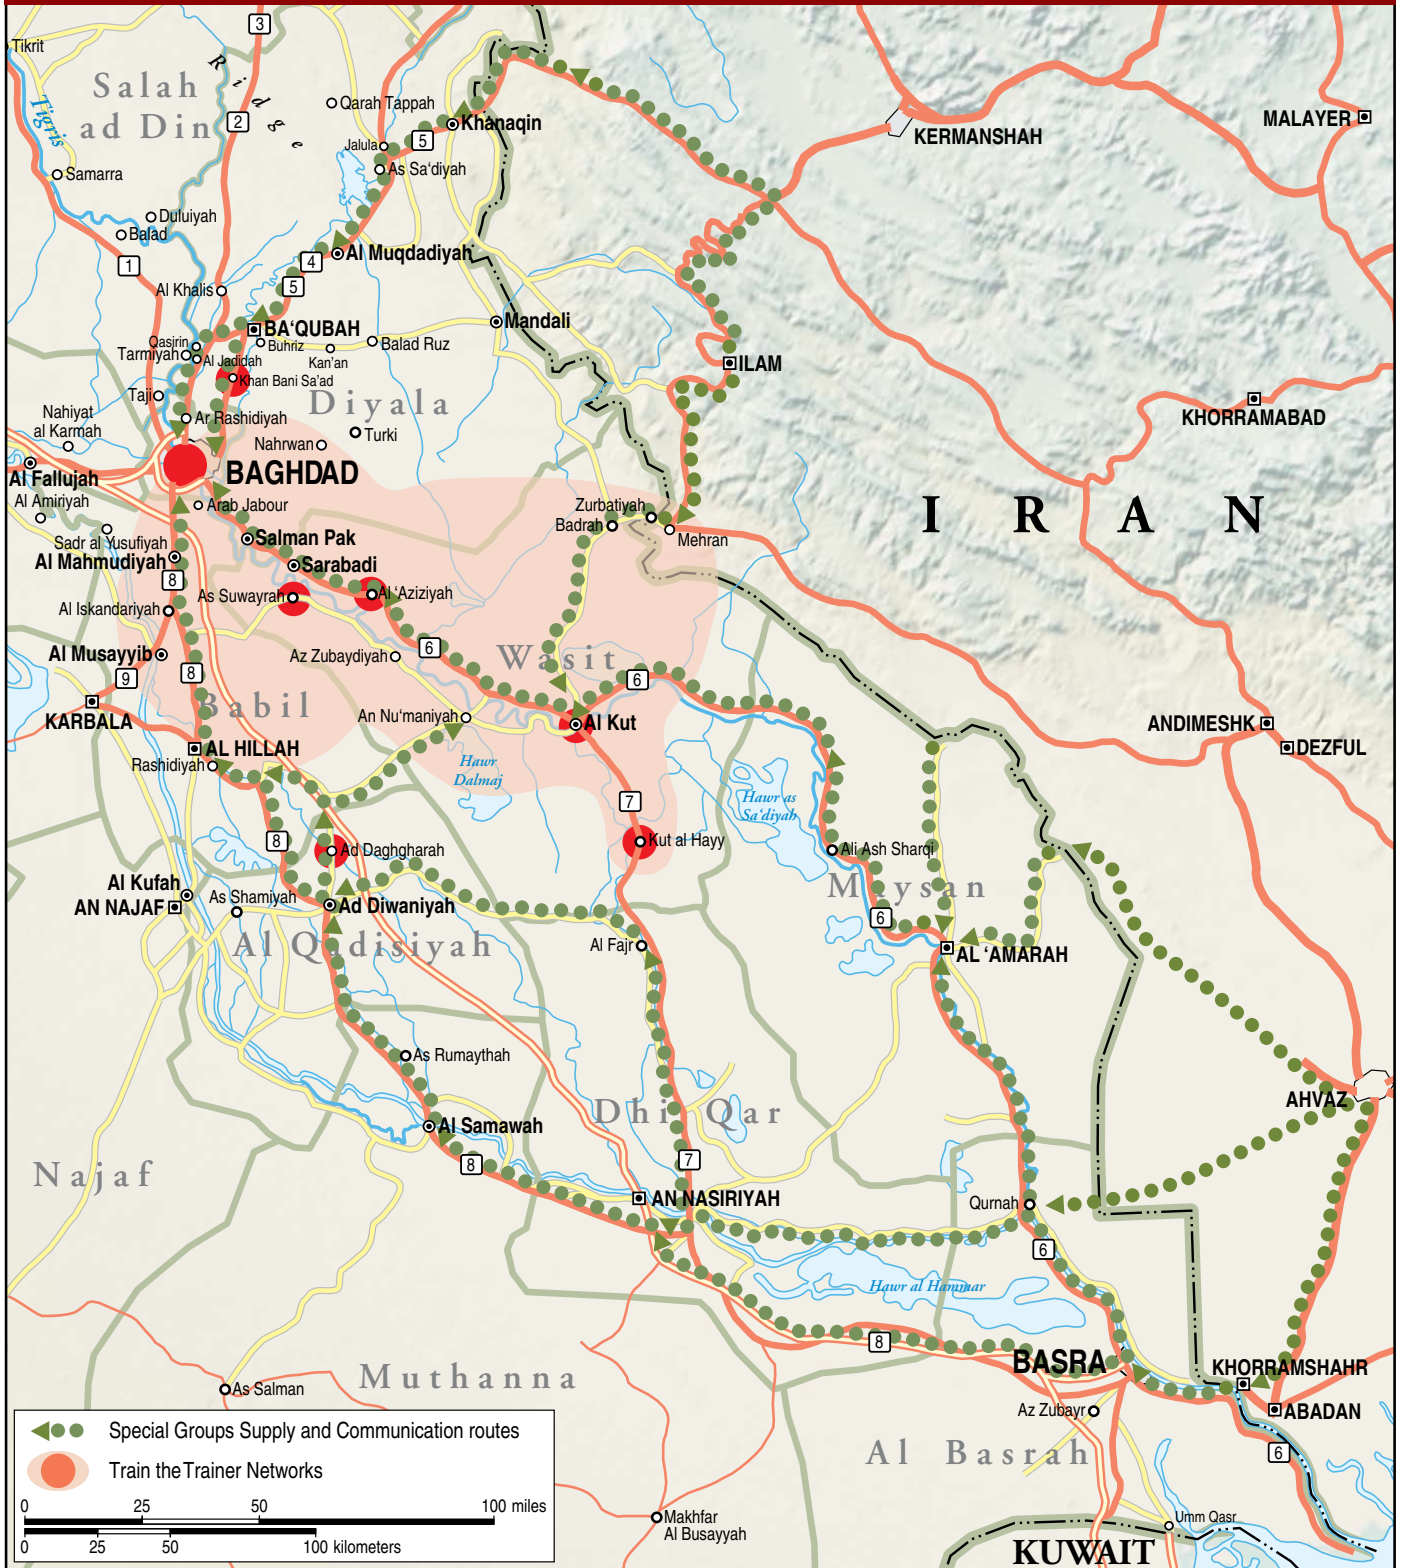 3
Tikrit
Salah
ad Din
Ridge
Tigris
2
Qarah Tappah
Khanaqin
5
Jalula
As Sa‘diyah
KERMANSHAH
MALAYER
Samarra
Duluiyah
Balad
1
Al Muqdadiyah
4
5
Al Khalis
BA‘QUBAH
Mandali
Qasirin
Buhriz
Balad Ruz
Tarmiyah
Al Jadidah
Kan’an
ILAM
Khan Bani Sa’ad
Taji
Diyala
KHORRAMABAD
Nahiyat
al Karmah
Ar Rashidiyah
Turki
Nahrwan
BAGHDAD
Al Fallujah
Al Amiriyah
Arab Jabour
Zurbatiyah
Badrah
IRAN
Mehran
Sadr al Yusufiyah
Salman Pak
Al Mahmudiyah
Sarabadi
8
As Suwayrah
Al ‘Aziziyah
Al Iskandariyah
Al Musayyib
Az Zubaydiyah
6
Wasit
6
9
8
Babil
KARBALA
An Nu‘maniyah
Al Kut
ANDIMESHK
AL HILLAH
DEZFUL
Rashidiyah
Hawr
Dalmaj
7
Hawr as
Sa‘diyah
8
Kut al Hayy
Ad Daghgharah
Ali Ash Sharqi
Maysan
Al Kufah
AN NAJAF
As Shamiyah
Ad Diwaniyah
6
Al Qadisiyah
Al Fajr
AL ‘AMARAH
As Rumaythah
AHVAZ
Dhi Qar
Al Samawah
8
7
Najaf
AN NASIRIYAH
Qurnah
6
Hawr al Hammar
8
BASRA
KHORRAMSHAHR
Muthanna
As Salman
Az Zubayr
ABADAN
Al Basrah
6
Special Groups Supply and Communication routes
Train the Trainer Networks
0 25 50 100 miles
0 25 50 100 kilometers
Makhfar
Al Busayyah
Umm Qasr
KUWAIT